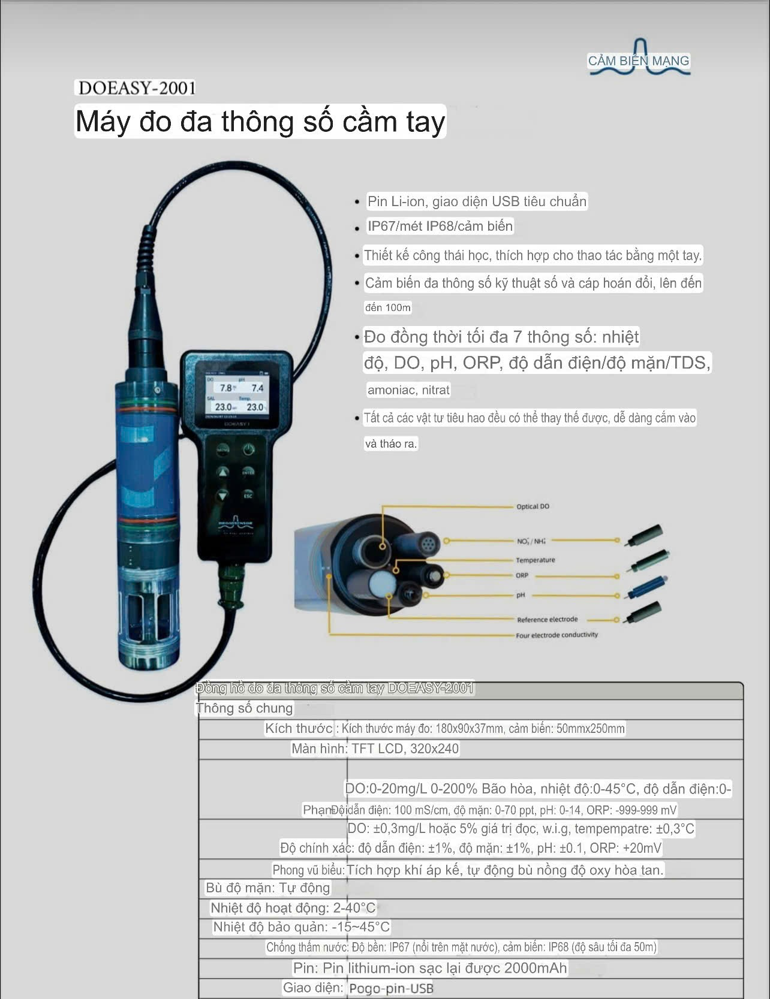 CẢM BIẾN MẠNG
DOEASY-2001
Máy đo đa thông số cầm tay
• Pin Li-ion, giao diện USB tiêu chuẩn
• IP67/mét IP68/cảm biến
• Thiết kế công thái học, thích hợp cho thao tác bằng một tay.
• Cảm biến đa thông số kỹ thuật số và cáp hoán đổi, lên đến
đến 100m
• Đo đồng thời tối đa 7 thông số: nhiệt
độ, DO, pH, ORP, độ dẫn điện/độ mặn/TDS,
amoniac, nitrat
• Tất cả các vật tư tiêu hao đều có thể thay thế được, dễ dàng cắm vào
và tháo ra.
DO pH
7.8 7.4
SAL Temp.
23.0 23.0
DOEASY-1
MENU
ENTER
ESC
BROADSENSOR
Optical DO
NO₃⁻/ NH₄⁺
Temperature
ORP
pH
Reference electrode
Four electrode conductivity
Đồng hồ đo đa thông số cầm tay DOEASY-2001
Thông số chung
Kích thước : Kích thước máy đo: 180x90x37mm, cảm biến: 50mmx250mm
Màn hình: TFT LCD, 320x240
DO:0-20mg/L 0-200% Bão hòa, nhiệt độ:0-45°C, độ dẫn điện:0-
Phạm Độ dẫn điện: 100 mS/cm, độ mặn: 0-70 ppt, pH: 0-14, ORP: -999-999 mV
DO: ±0,3mg/L hoặc 5% giá trị đọc, w.i.g, tempempatre: ±0,3°C
Độ chính xác: độ dẫn điện: ±1%, độ mặn: ±1%, pH: ±0.1, ORP: +20mV
Phong vũ biểu: Tích hợp khí áp kế, tự động bù nồng độ oxy hòa tan.
Bù độ mặn: Tự động
Nhiệt độ hoạt động: 2-40°C
Nhiệt độ bảo quản: -15~45°C
Chống thấm nước: Độ bền: IP67 (nổi trên mặt nước), cảm biến: IP68 (độ sâu tối đa 50m)
Pin: Pin lithium-ion sạc lại được 2000mAh
Giao diện: Pogo-pin-USB